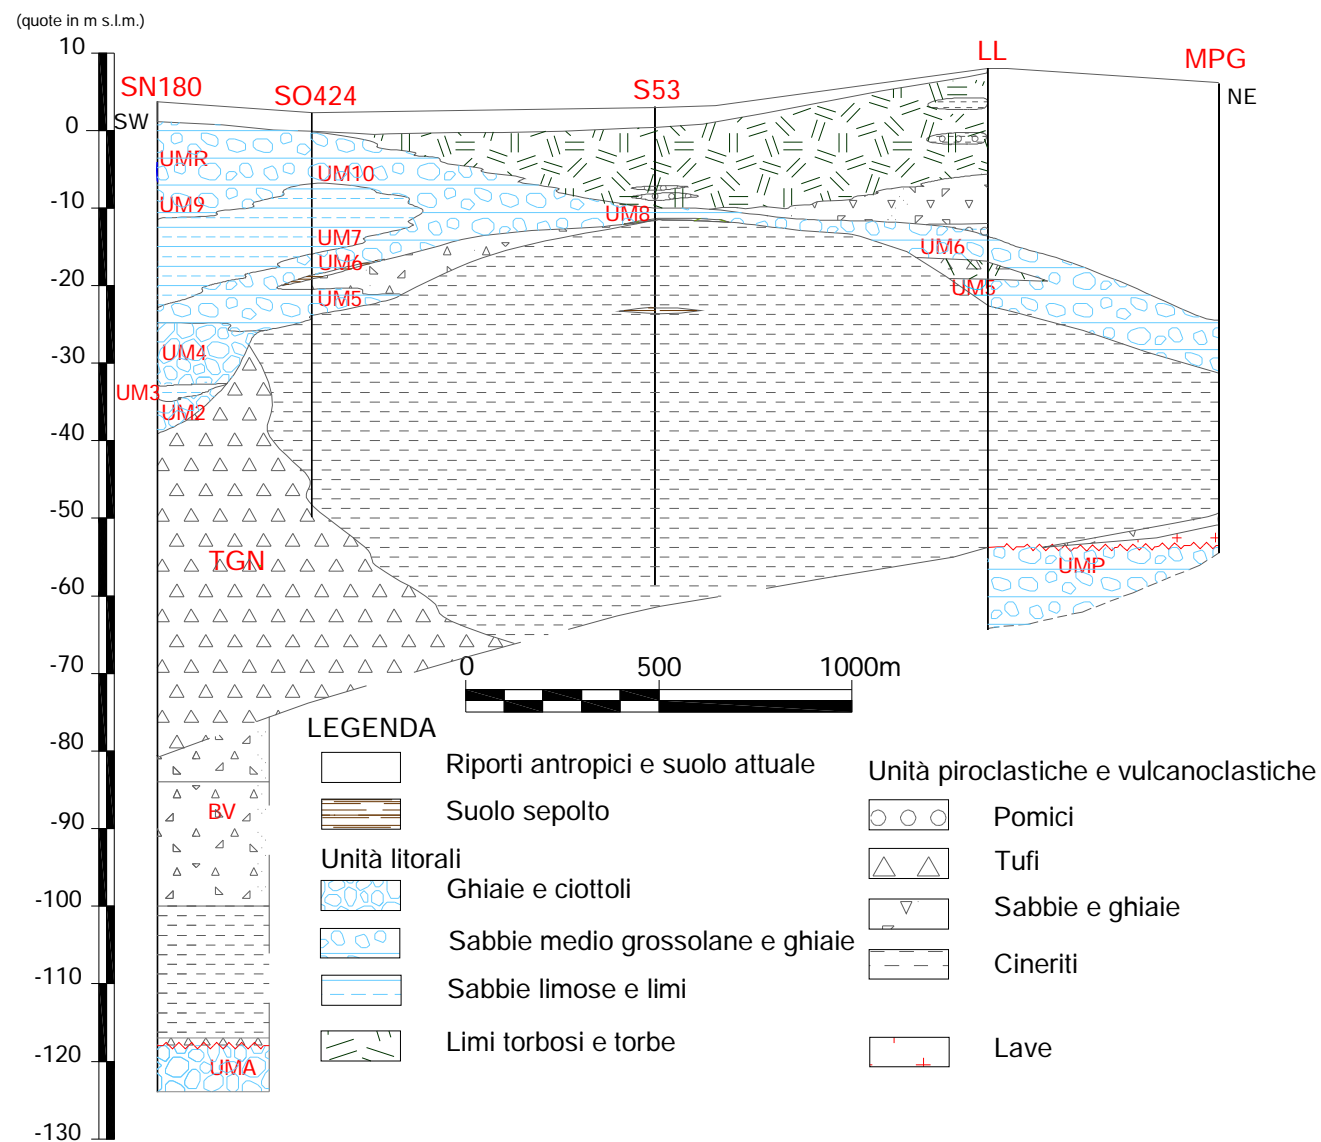 (quote in m s.l.m.)
10
0
-10
-20
-30
-40
-50
-60
-70
-80
-90
-100
-110
-120
-130
SN180
SW
SO424
S53
LL
MPG
NE
UMR
UM10
UM9
UM8
UM7
UM6
UM6
UM5
UM5
UM4
UM3
UM2
TGN
UMP
BV
UMA
0 500 1000m
LEGENDA
Riporti antropici e suolo attuale
Suolo sepolto
Unità litorali
Ghiaie e ciottoli
Sabbie medio grossolane e ghiaie
Sabbie limose e limi
Limi torbosi e torbe
Unità piroclastiche e vulcanoclastiche
Pomici
Tufi
Sabbie e ghiaie
Cineriti
Lave